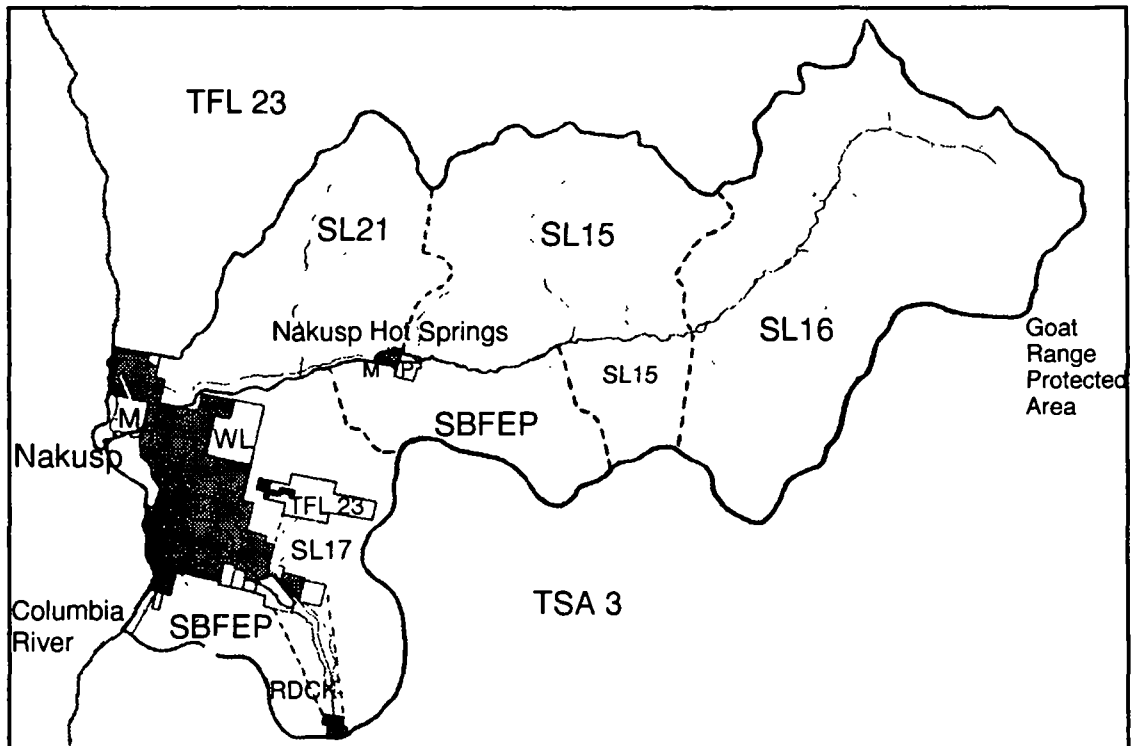 TFL 23
SL21
SL15
Nakusp Hot Springs
SL16
Goat
Range
Protected
Area
M
P
SL15
M
WL
SBFEP
Nakusp
TFL 23
SL17
TSA 3
Columbia
River
SBFEP
RDCK